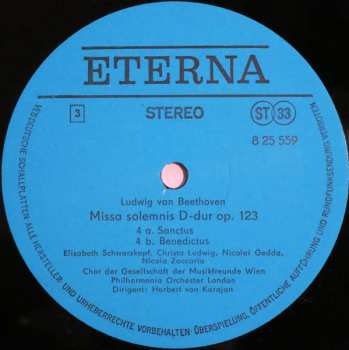 ETERNA
3
STEREO
ST 33
8 25 559
Ludwig van Beethoven
Missa solemnis D-dur op. 123
4 a. Sanctus
4 b. Benedictus
Elisabeth Schwarzkopf, Christa Ludwig, Nicolai Gedda,
Nicola Zaccaria
Chor der Gesellschaft der Musikfreunde Wien
Philharmonia Orchester London
Dirigent: Herbert von Karajan
VEB DEUTSCHE SCHALLPLATTEN ALLE HERSTELLER UND URHEBERRECHTE VORBEHALTEN ÜBERSPIELUNG, ÖFFENTLICHE AUFFÜHRUNG UND RUNDFUNKSENDUNG VERBOTEN